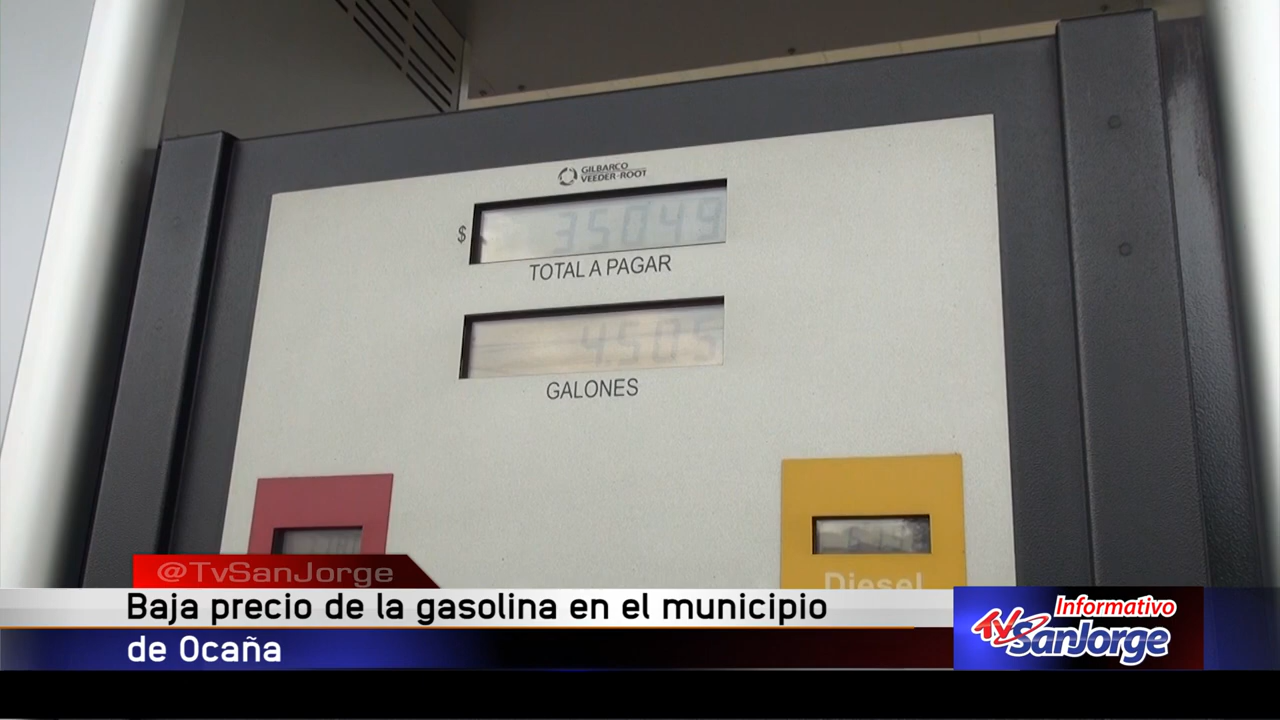 GILBARCO
VEEDER-ROOT
$ 35049
TOTAL A PAGAR
4.505
GALONES
Diesel
@TvSanJorge
Baja precio de la gasolina en el municipio
de Ocaña
Informativo
TV SanJorge